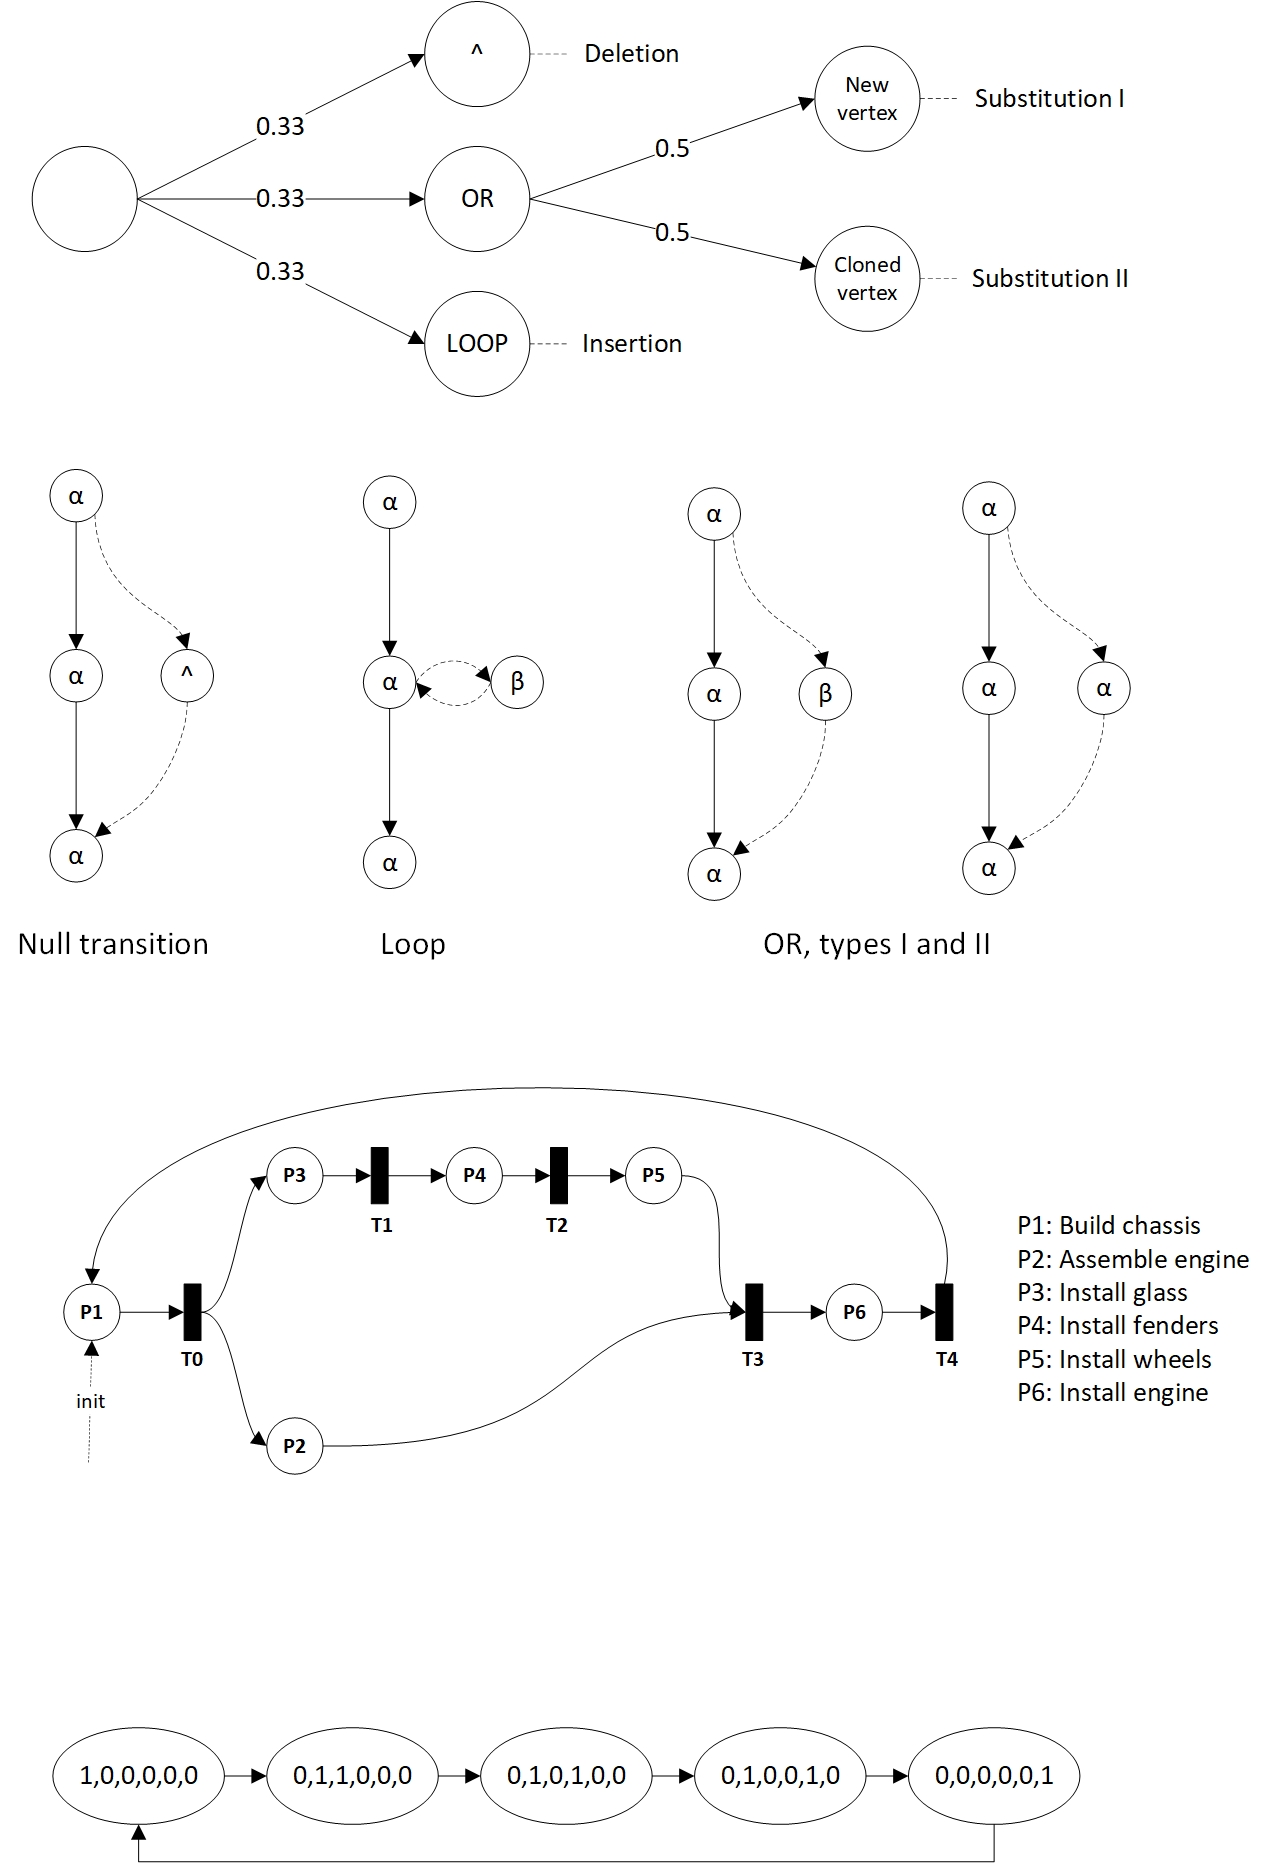 ^
Deletion
0.33
New
vertex
Substitution I
0.5
0.33
OR
0.5
Cloned
vertex
Substitution II
0.33
LOOP
Insertion
α
α
^
α
Null transition
α
α
β
α
Loop
α
α
β
α
α
α
α
α
OR, types I and II
P3
T1
P4
T2
P5
P1
T0
P2
T3
P6
T4
init
P1: Build chassis
P2: Assemble engine
P3: Install glass
P4: Install fenders
P5: Install wheels
P6: Install engine
1,0,0,0,0,0
0,1,1,0,0,0
0,1,0,1,0,0
0,1,0,0,1,0
0,0,0,0,0,1